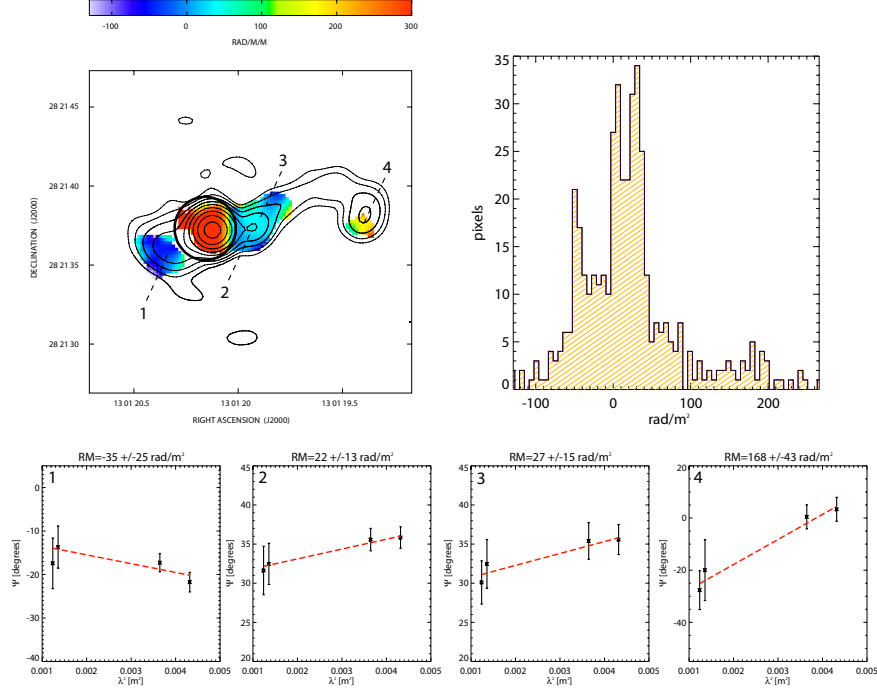 -100 0 100 200 300
RAD/M/M
28 21 45
28 21 40
28 21 35
28 21 30
DECLINATION (J2000)
13 01 20.5 13 01 20 13 01 19.5
RIGHT ASCENSION (J2000)
1
2
3
4
35
30
25
20
15
10
5
0
pixels
-100 0 100 200
rad/m²
RM=-35 +/-25 rad/m²
1
0
-10
-20
-30
-40
Ψ [degrees]
0.001 0.002 0.003 0.004 0.005
λ² [m²]
RM=22 +/-13 rad/m²
2
45
40
35
30
25
20
Ψ [degrees]
0.001 0.002 0.003 0.004 0.005
λ² [m²]
RM=27 +/-15 rad/m²
3
45
40
35
30
25
20
Ψ [degrees]
0.001 0.002 0.003 0.004 0.005
λ² [m²]
RM=168 +/-43 rad/m²
4
20
0
-20
-40
Ψ [degrees]
0.001 0.002 0.003 0.004 0.005
λ² [m²]